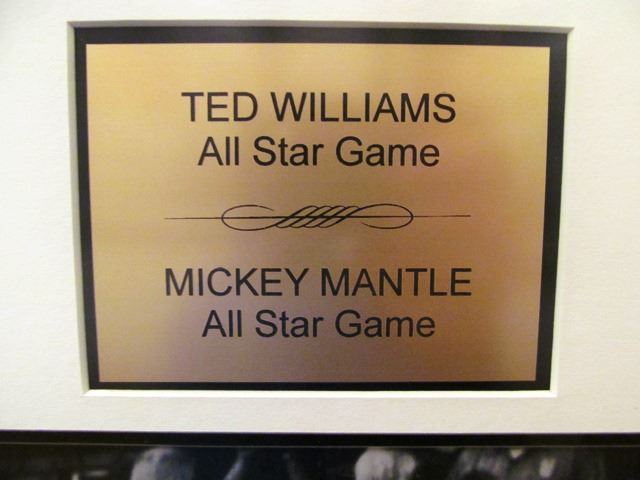 TED WILLIAMS
All Star Game
MICKEY MANTLE
All Star Game